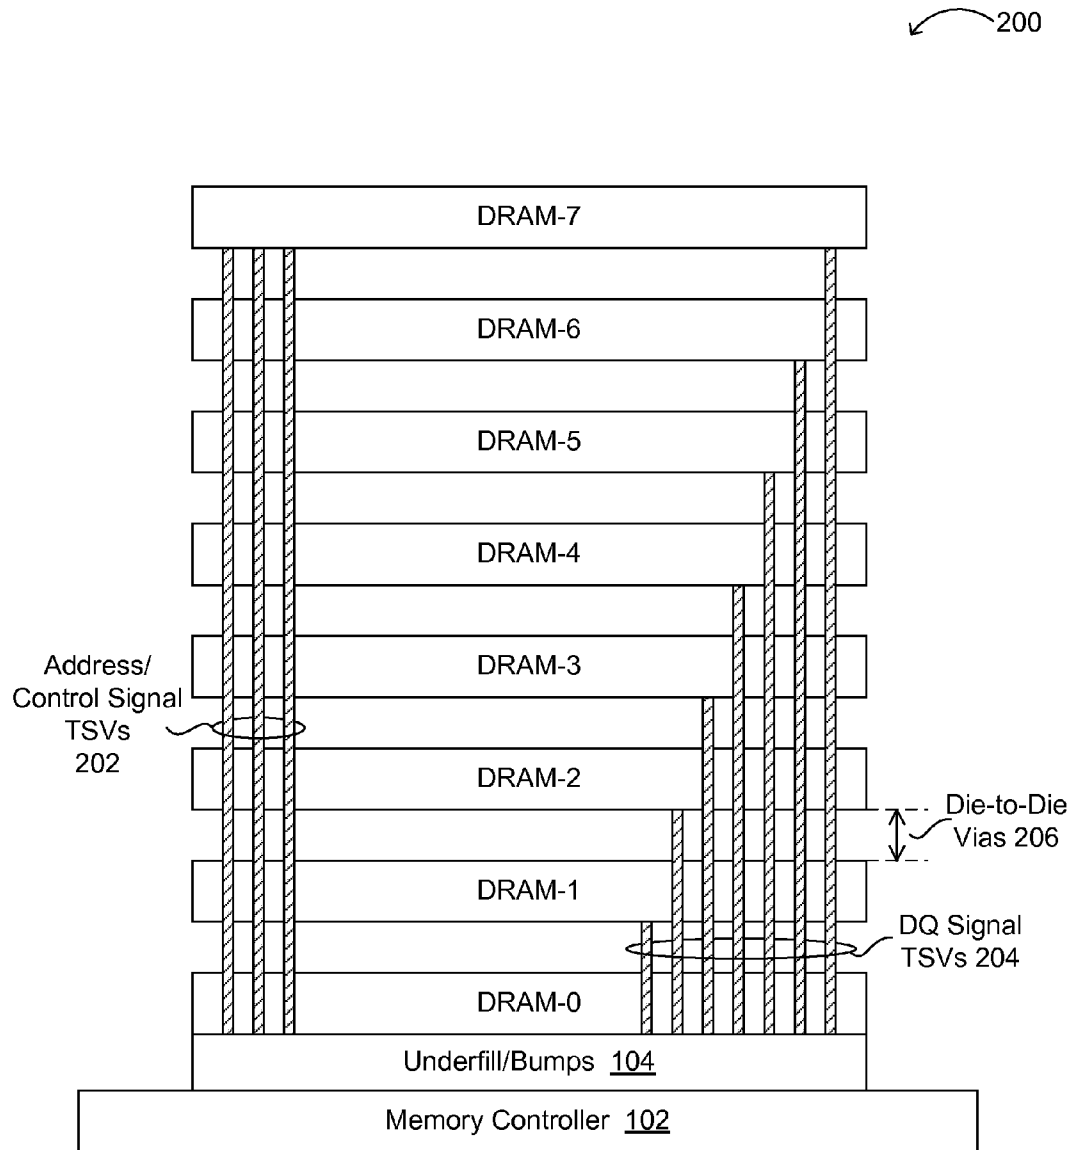 200
DRAM-7
DRAM-6
DRAM-5
DRAM-4
DRAM-3
Address/
Control Signal
TSVs
202
DRAM-2
Die-to-Die
Vias 206
DRAM-1
DQ Signal
TSVs 204
DRAM-0
Underfill/Bumps 104
Memory Controller 102